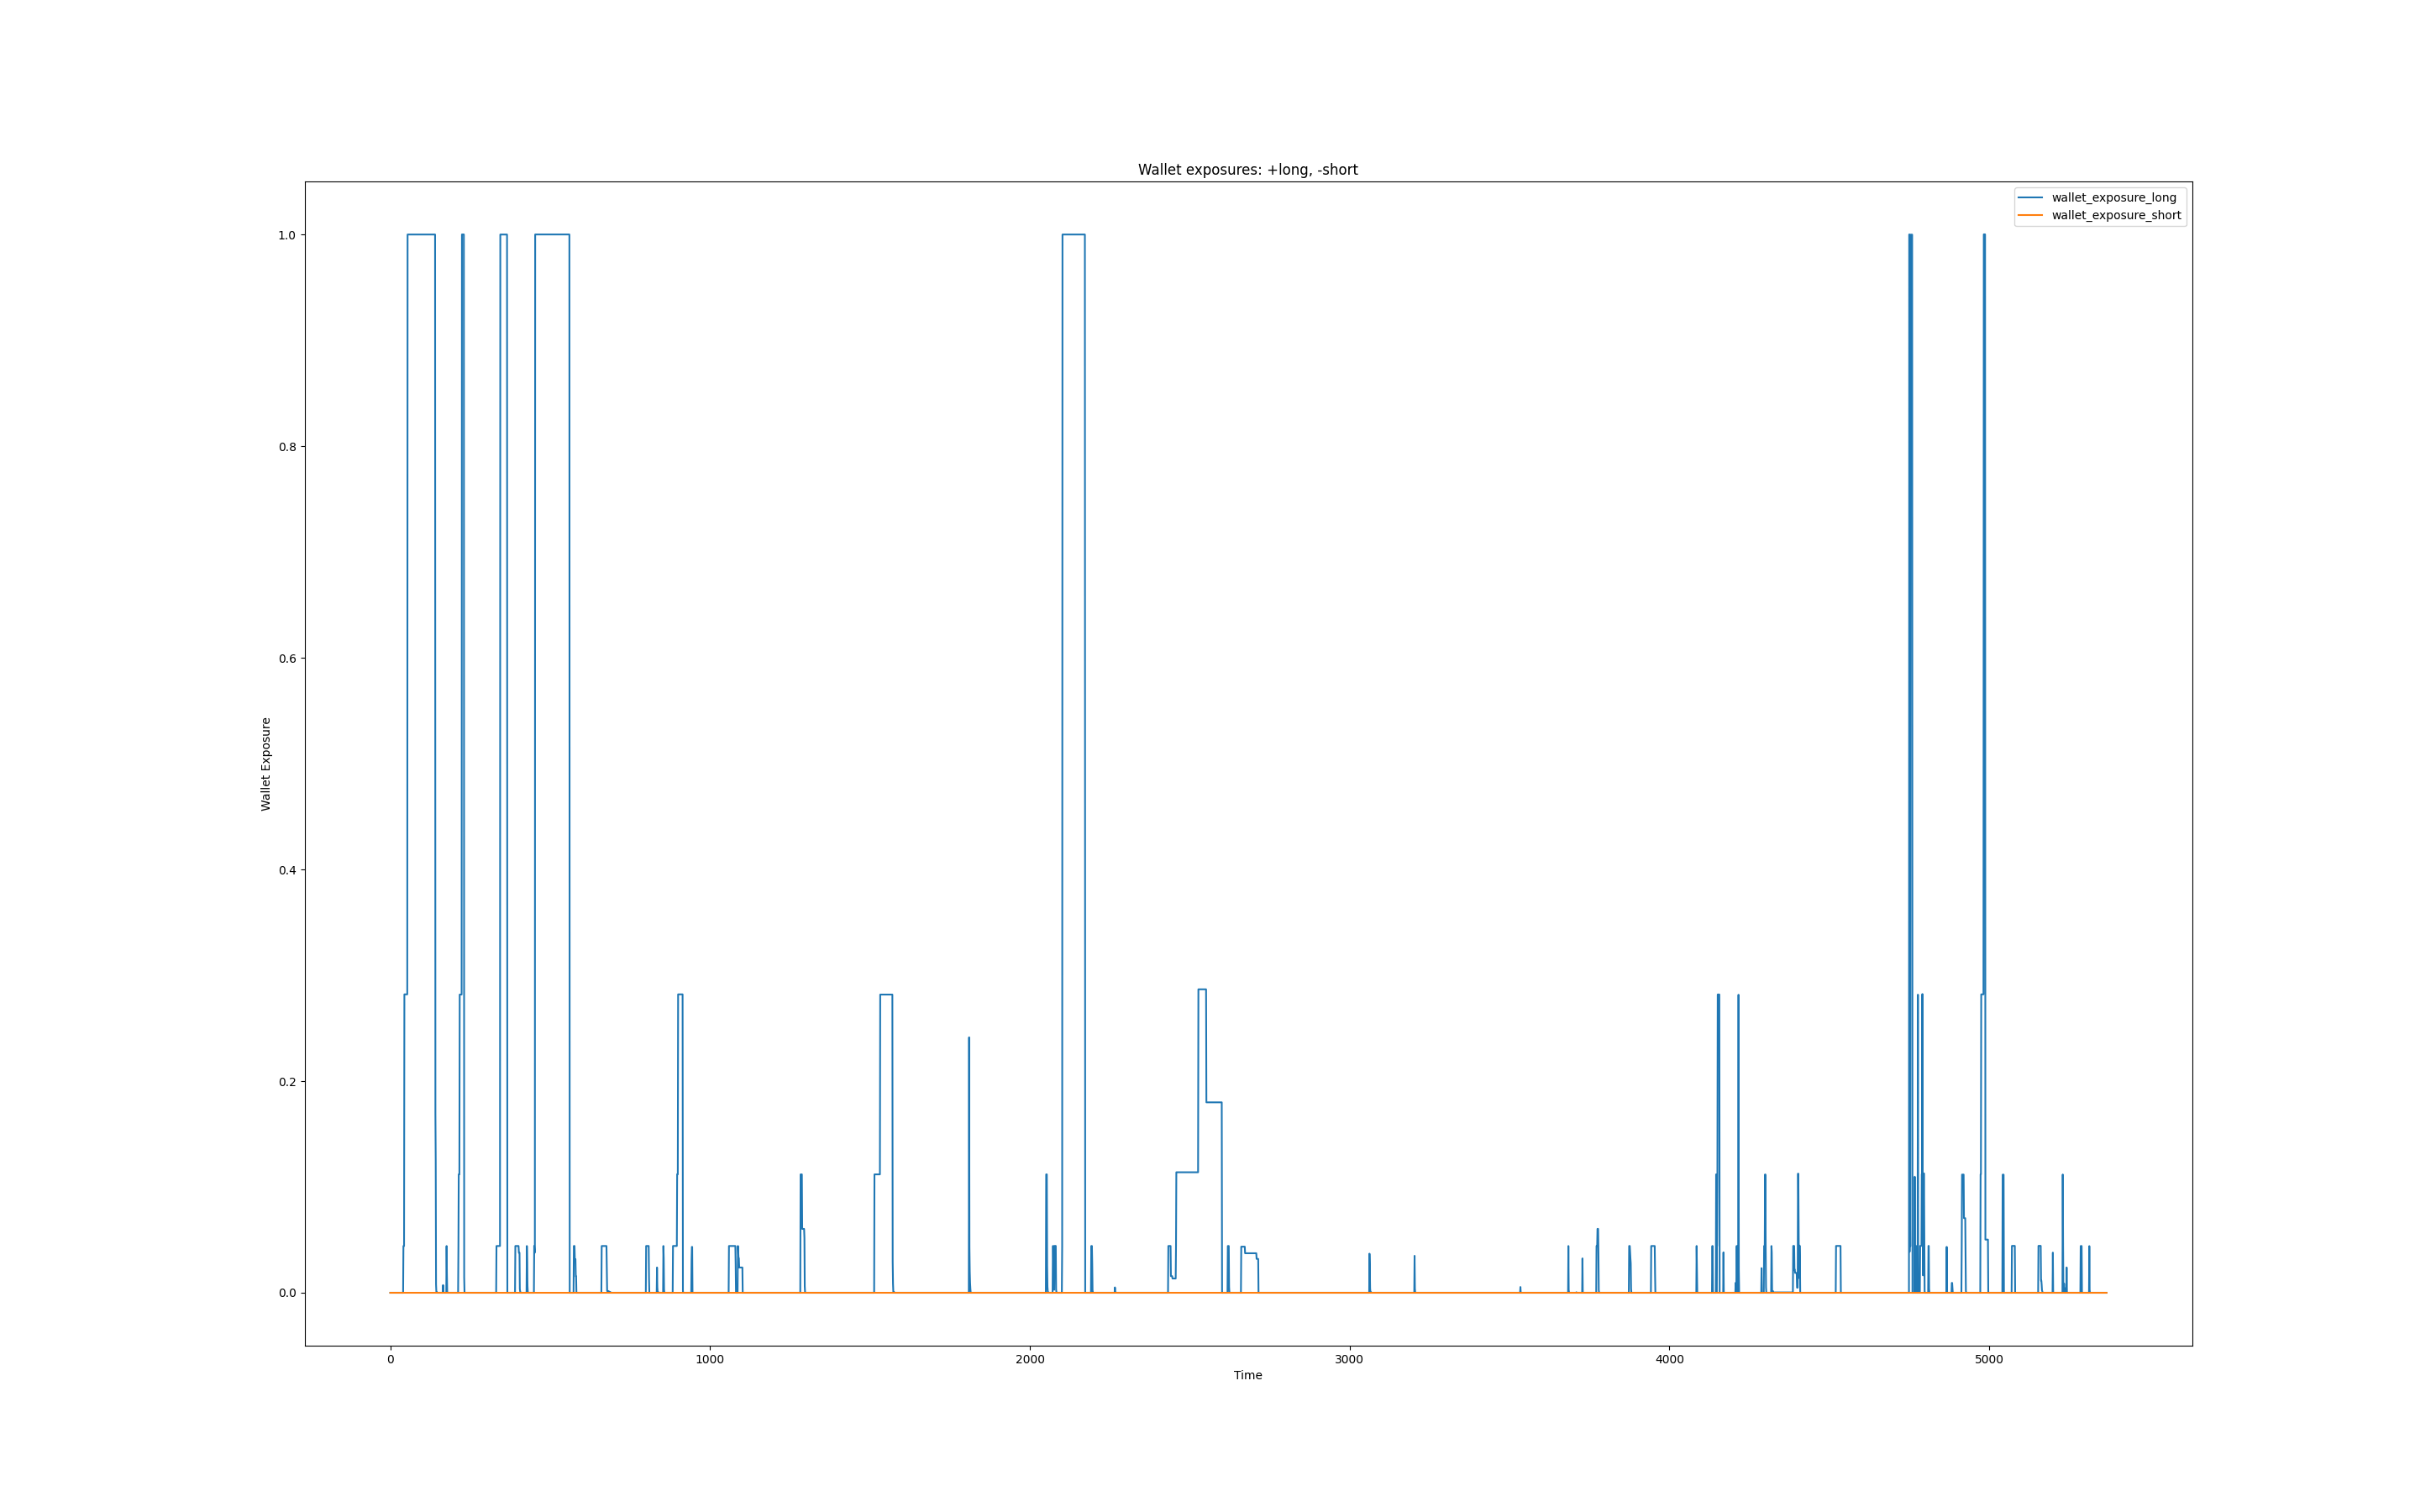 Wallet exposures: +long, -short
wallet_exposure_long
wallet_exposure_short
1.0
0.8
0.6
0.4
0.2
0.0
Wallet Exposure
0 1000 2000 3000 4000 5000
Time